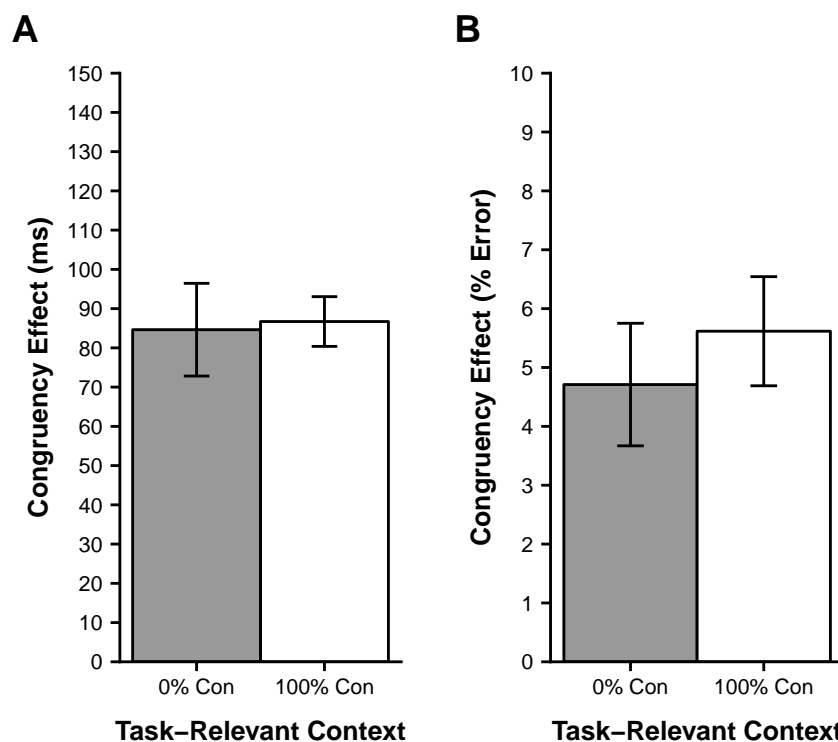 A
Congruency Effect (ms)
150
140
130
120
110
100
90
80
70
60
50
40
30
20
10
0
0% Con
100% Con
Task−Relevant Context
B
Congruency Effect (% Error)
10
9
8
7
6
5
4
3
2
1
0
0% Con
100% Con
Task−Relevant Context